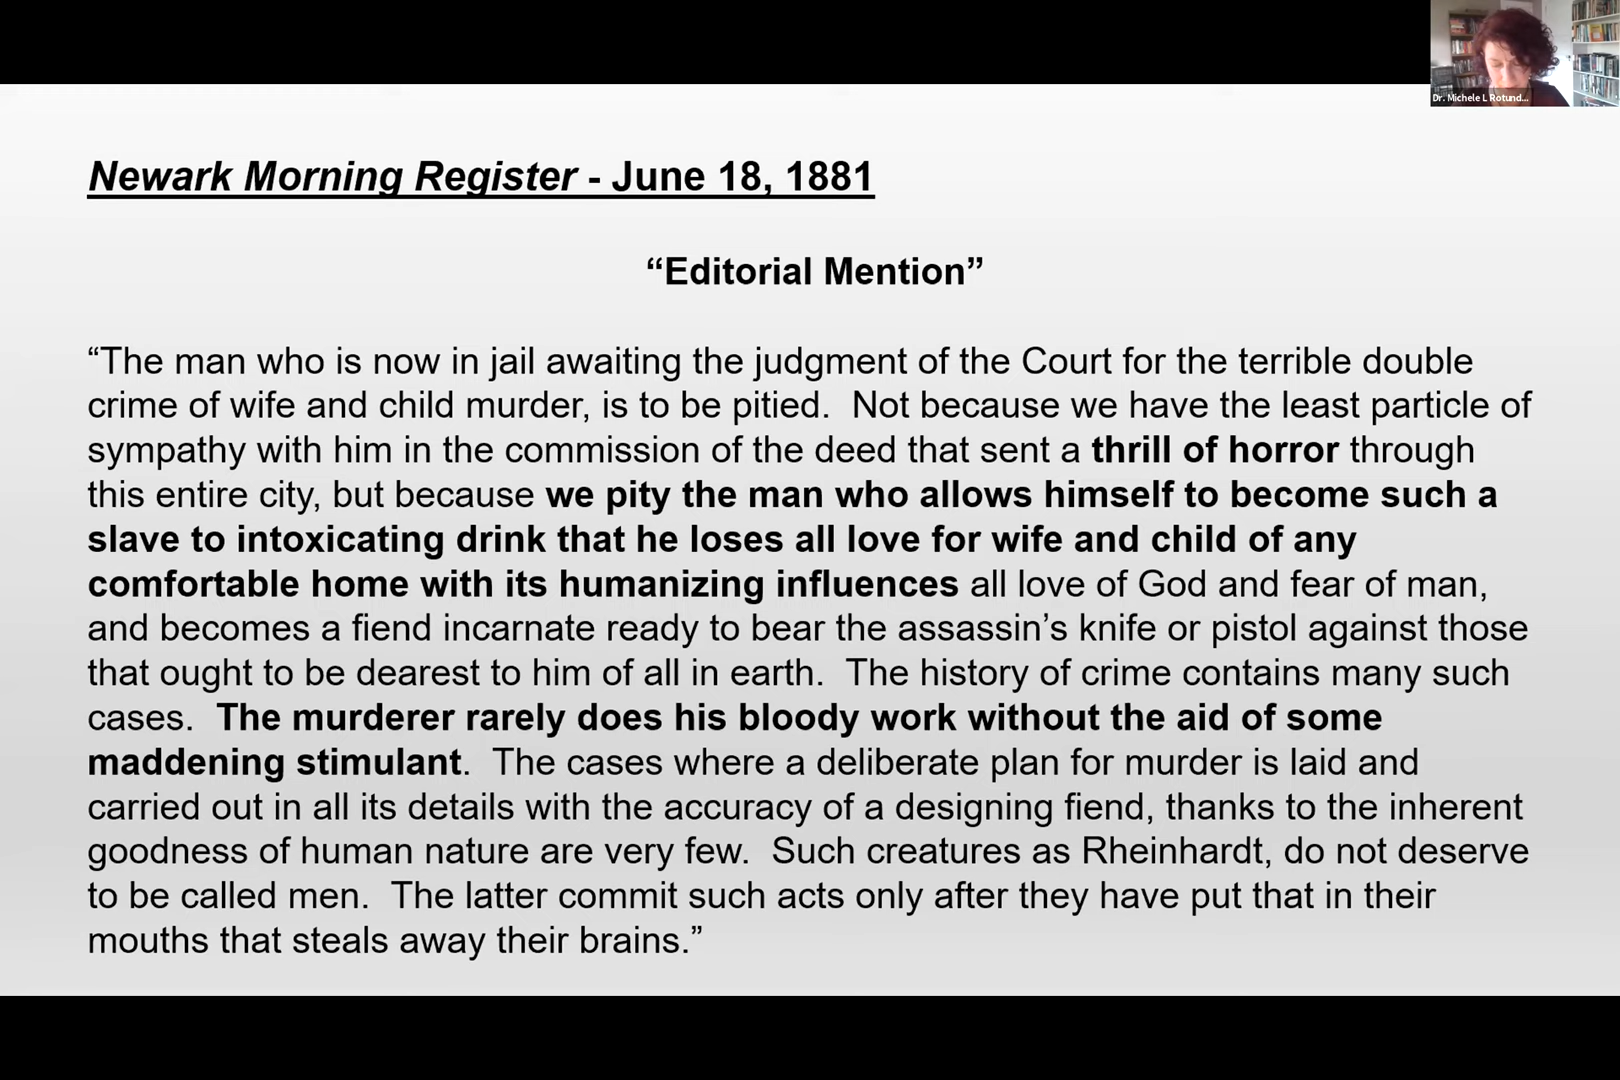 Dr. Michele L Rotund...
Newark Morning Register - June 18, 1881
“Editorial Mention”
“The man who is now in jail awaiting the judgment of the Court for the terrible double
crime of wife and child murder, is to be pitied.  Not because we have the least particle of
sympathy with him in the commission of the deed that sent a thrill of horror through
this entire city, but because we pity the man who allows himself to become such a
slave to intoxicating drink that he loses all love for wife and child of any
comfortable home with its humanizing influences all love of God and fear of man,
and becomes a fiend incarnate ready to bear the assassin’s knife or pistol against those
that ought to be dearest to him of all in earth.  The history of crime contains many such
cases.  The murderer rarely does his bloody work without the aid of some
maddening stimulant.  The cases where a deliberate plan for murder is laid and
carried out in all its details with the accuracy of a designing fiend, thanks to the inherent
goodness of human nature are very few.  Such creatures as Rheinhardt, do not deserve
to be called men.  The latter commit such acts only after they have put that in their
mouths that steals away their brains.”